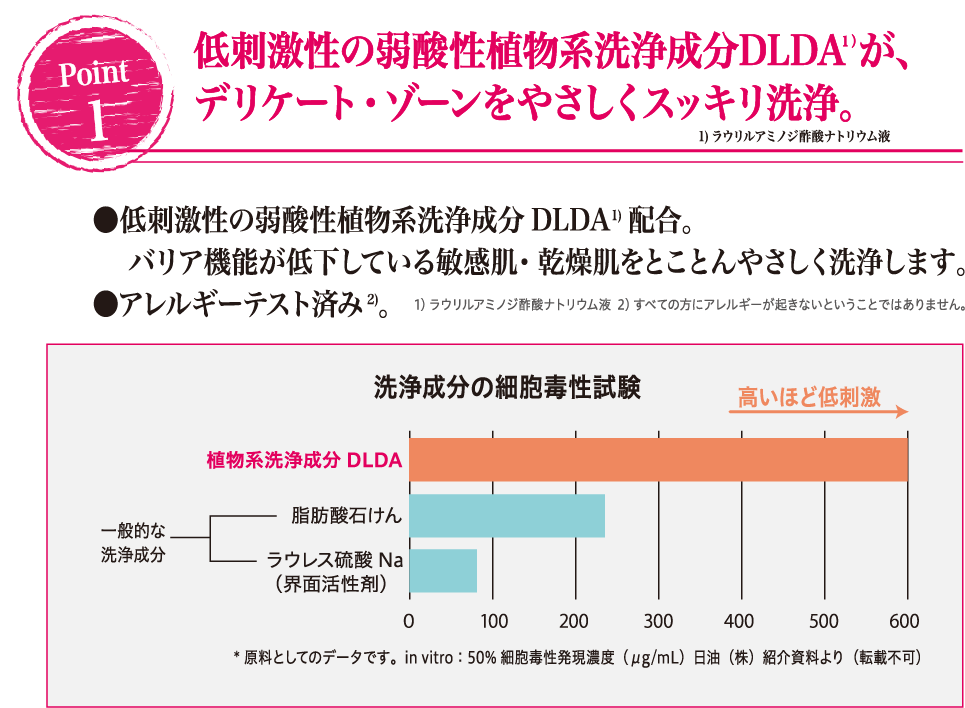 Point
1
低刺激性の弱酸性植物系洗浄成分DLDA1)が、
デリケート・ゾーンをやさしくスッキリ洗浄。
1) ラウリルアミノジ酢酸ナトリウム液
●低刺激性の弱酸性植物系洗浄成分 DLDA1) 配合。
バリア機能が低下している敏感肌・乾燥肌をとことんやさしく洗浄します。
●アレルギーテスト済み2)。 1) ラウリルアミノジ酢酸ナトリウム液 2) すべての方にアレルギーが起きないということではありません。
洗浄成分の細胞毒性試験
高いほど低刺激
植物系洗浄成分 DLDA
脂肪酸石けん
一般的な
洗浄成分
ラウレス硫酸 Na
（界面活性剤）
0 100 200 300 400 500 600
* 原料としてのデータです。in vitro：50% 細胞毒性発現濃度（μg/mL）日油（株）紹介資料より（転載不可）